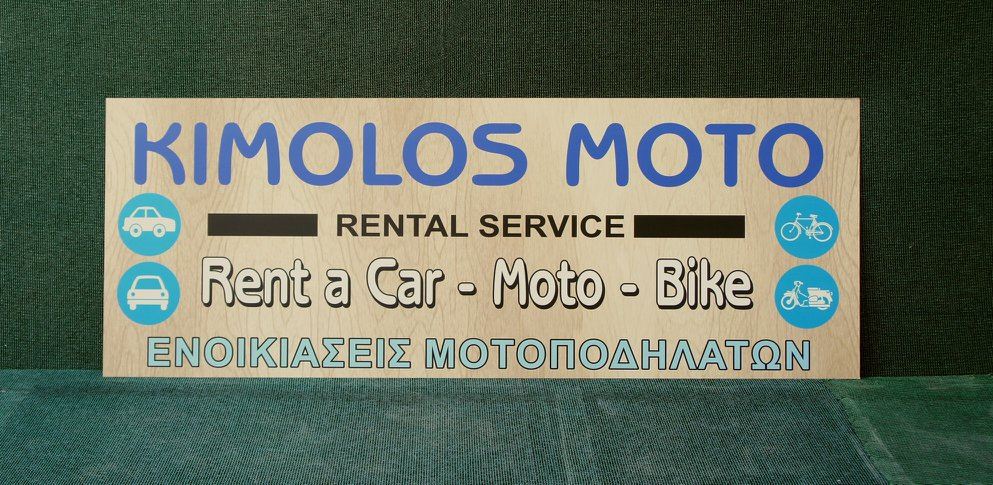 KIMOLOS MOTO
RENTAL SERVICE
Rent a Car - Moto - Bike
ΕΝΟΙΚΙΑΣΕΙΣ ΜΟΤΟΠΟΔΗΛΑΤΩΝ